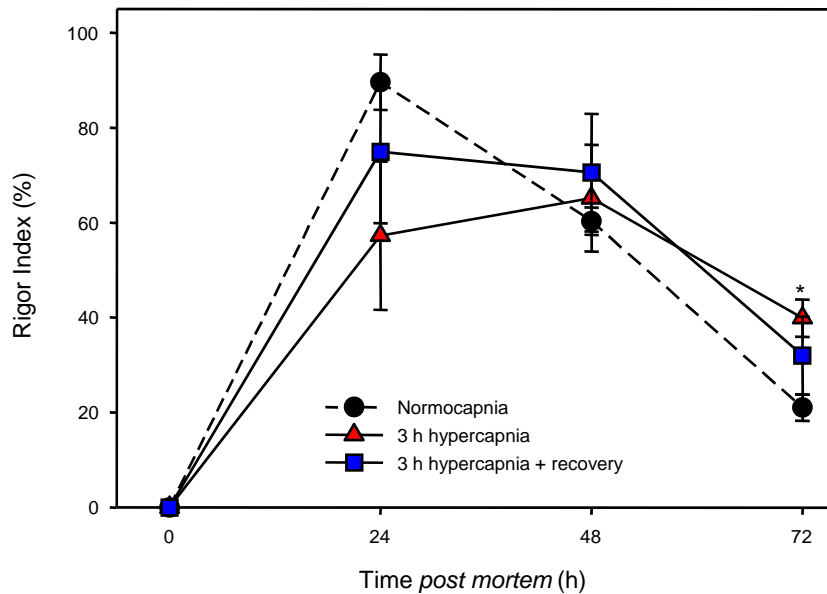 100
80
60
40
20
0
Rigor Index (%)
*
Normocapnia
3 h hypercapnia
3 h hypercapnia + recovery
0 24 48 72
Time post mortem (h)